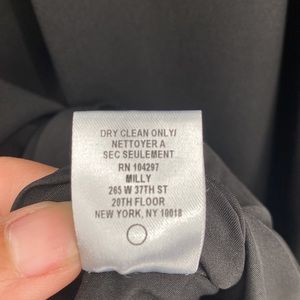 DRY CLEAN ONLY/
NETTOYER A
SEC SEULEMENT
RN 104297
MILLY
265 W 37TH ST
20TH FLOOR
NEW YORK, NY 10018